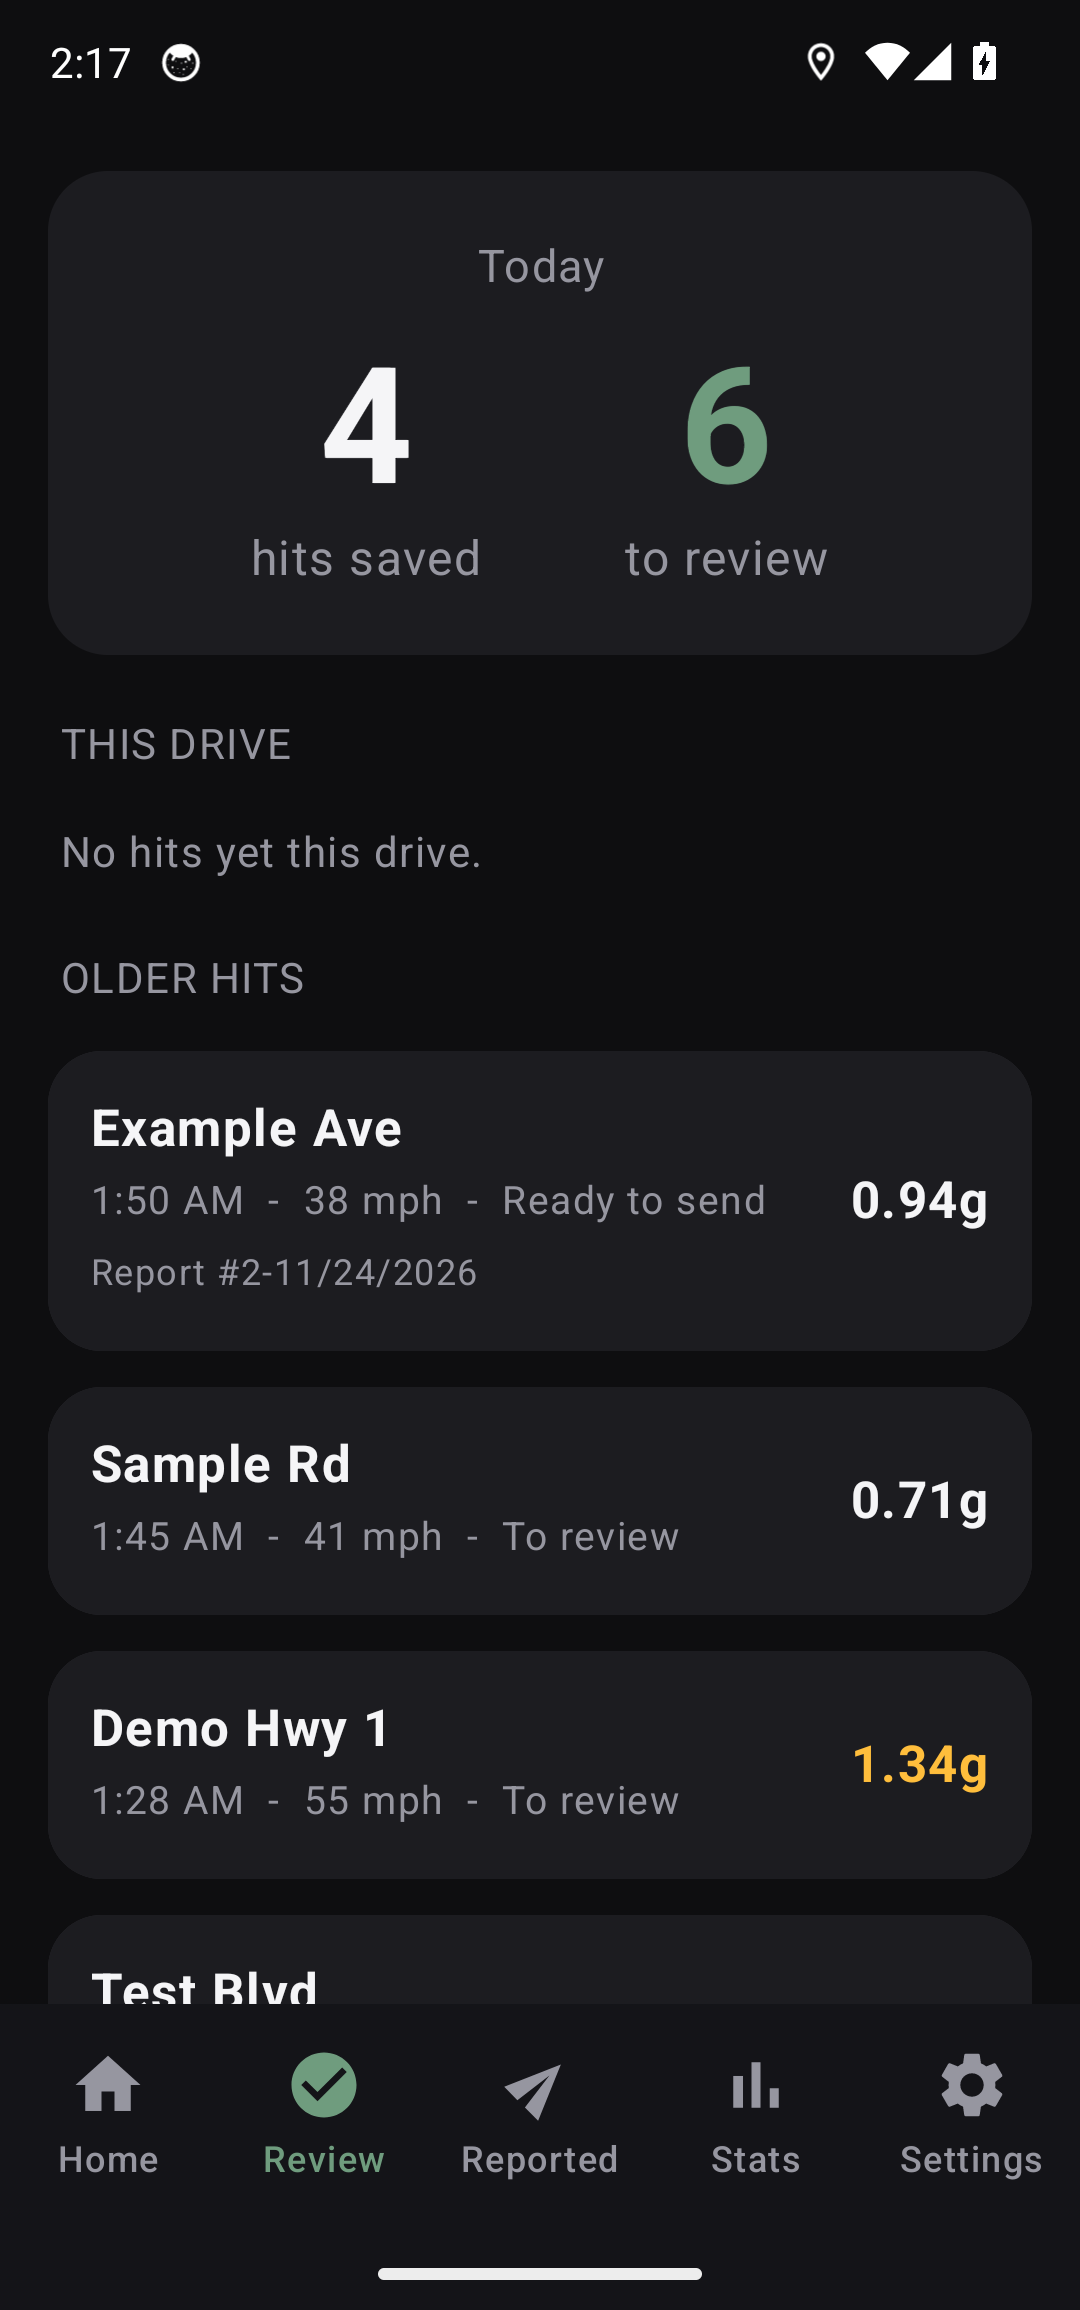 2:17
Today
4 6
hits saved to review
THIS DRIVE
No hits yet this drive.
OLDER HITS
Example Ave
1:50 AM - 38 mph - Ready to send
0.94g
Report #2-11/24/2026
Sample Rd
0.71g
1:45 AM - 41 mph - To review
Demo Hwy 1
1.34g
1:28 AM - 55 mph - To review
Test Blvd
Home Review Reported Stats Settings